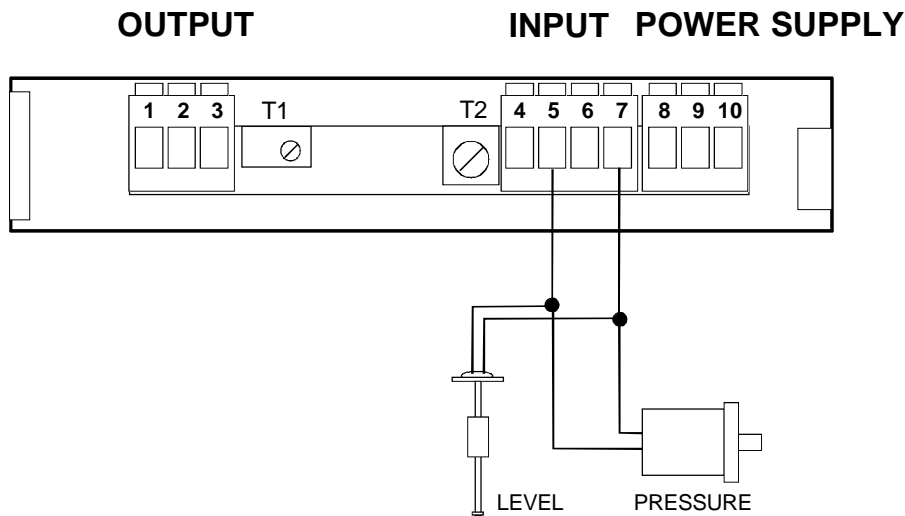 OUTPUT INPUT POWER SUPPLY
1 2 3 T1 T2 4 5 6 7 8 9 10
LEVEL PRESSURE